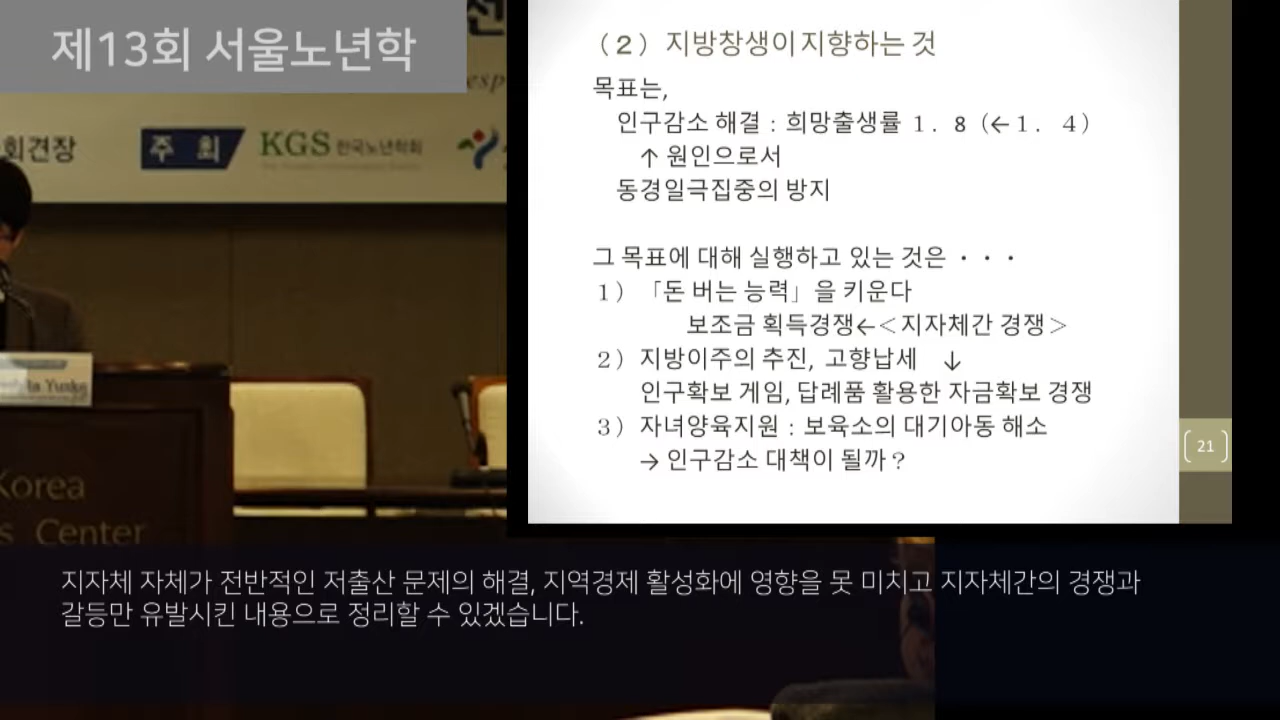 제13회 서울노년학
전
esp
회견장
주 최
KGS 한국노년학회
Yuska
Korea
s Center
（2）지방창생이 지향하는 것
목표는,
인구감소 해결 : 희망출생률 １．８（←１．４）
↑ 원인으로서
동경일극집중의 방지
그 목표에 대해 실행하고 있는 것은 ・・・
１）「돈 버는 능력」을 키운다
보조금 획득경쟁←＜지자체간 경쟁＞
２）지방이주의 추진, 고향납세 ↓
인구확보 게임, 답례품 활용한 자금확보 경쟁
３）자녀양육지원 : 보육소의 대기아동 해소
→ 인구감소 대책이 될까？
21
지자체 자체가 전반적인 저출산 문제의 해결, 지역경제 활성화에 영향을 못 미치고 지자체간의 경쟁과
갈등만 유발시킨 내용으로 정리할 수 있겠습니다.